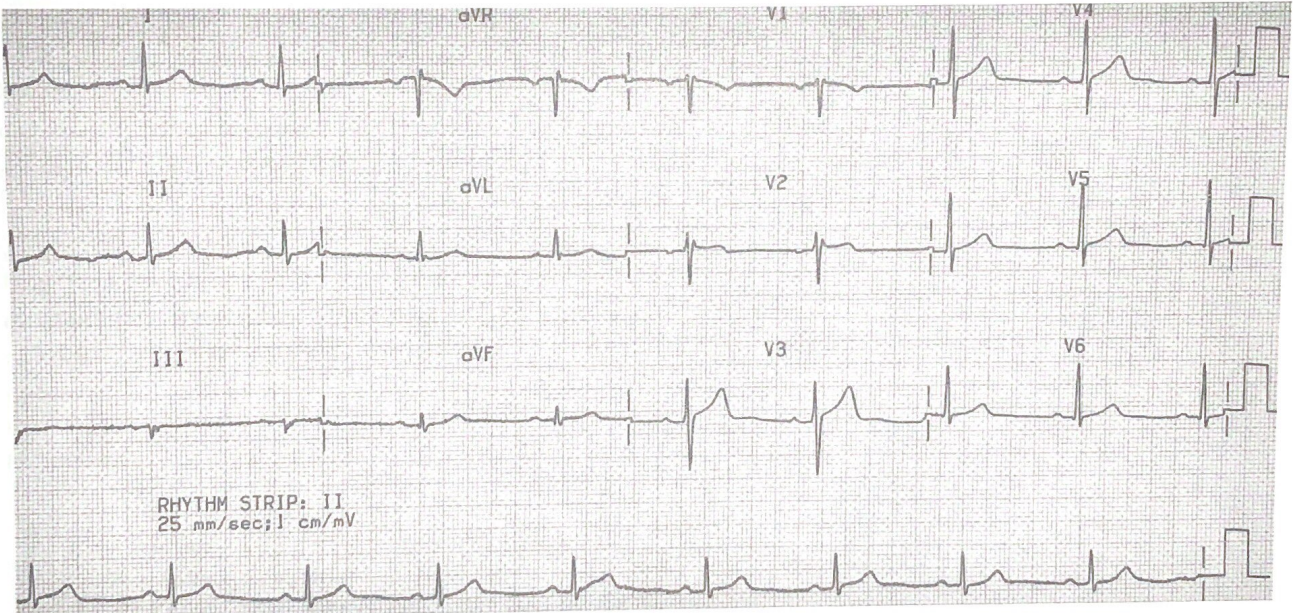 I aVR V1 V4
II aVL V2 V5
III aVF V3 V6
RHYTHM STRIP: II
25 mm/sec;1 cm/mV